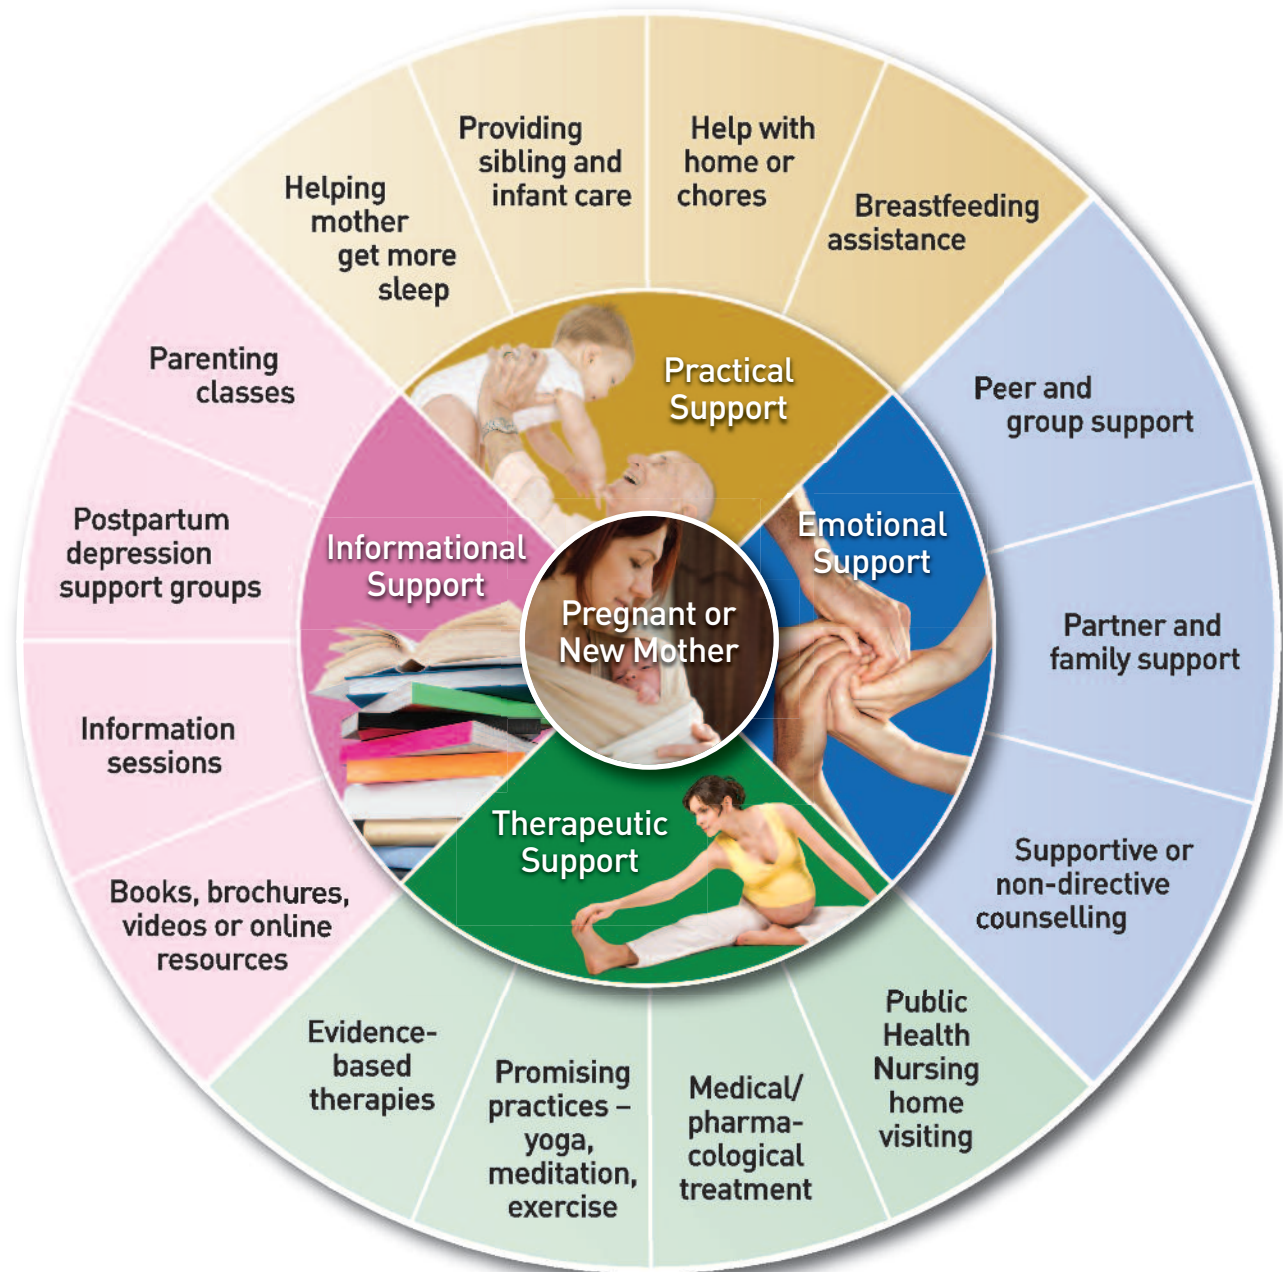 Pregnant or
New Mother
Practical
Support
Helping
mother
get more
sleep
Providing
sibling and
infant care
Help with
home or
chores
Breastfeeding
assistance
Emotional
Support
Peer and
group support
Partner and
family support
Supportive or
non-directive
counselling
Therapeutic
Support
Public
Health
Nursing
home
visiting
Medical/
pharma-
cological
treatment
Promising
practices –
yoga,
meditation,
exercise
Evidence-
based
therapies
Informational
Support
Books, brochures,
videos or online
resources
Information
sessions
Postpartum
depression
support groups
Parenting
classes